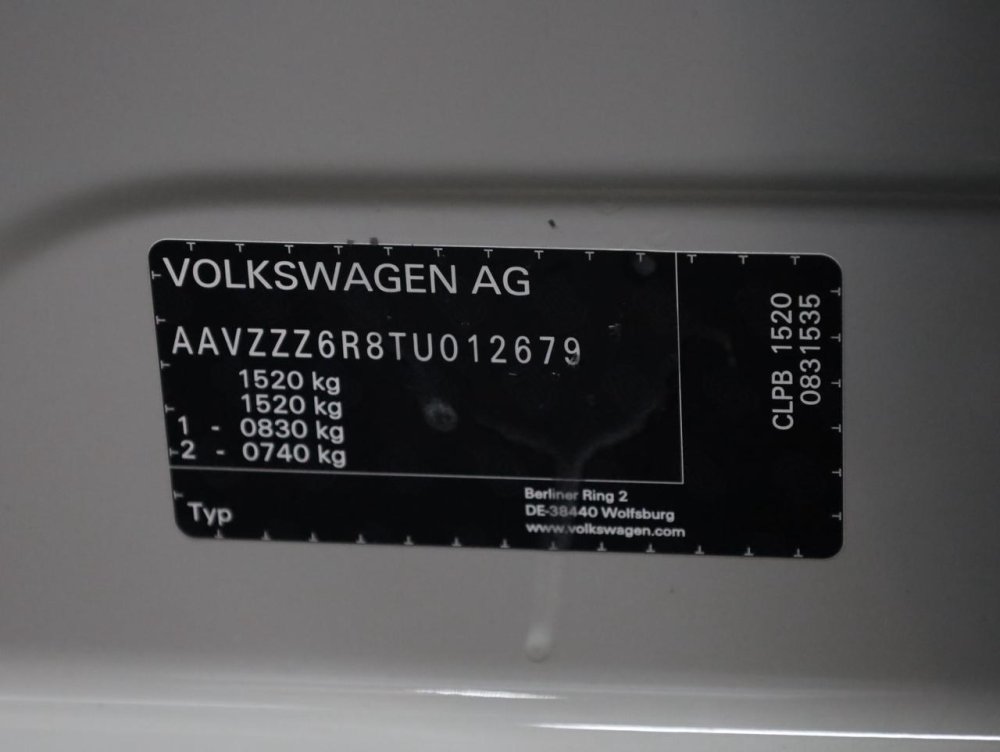 VOLKSWAGEN AG
AAVZZZ6R8TU012679
1520 kg
1520 kg
1 - 0830 kg
2 - 0740 kg
Typ
Berliner Ring 2
DE-38440 Wolfsburg
www.volkswagen.com
CLPB 1520
0831535